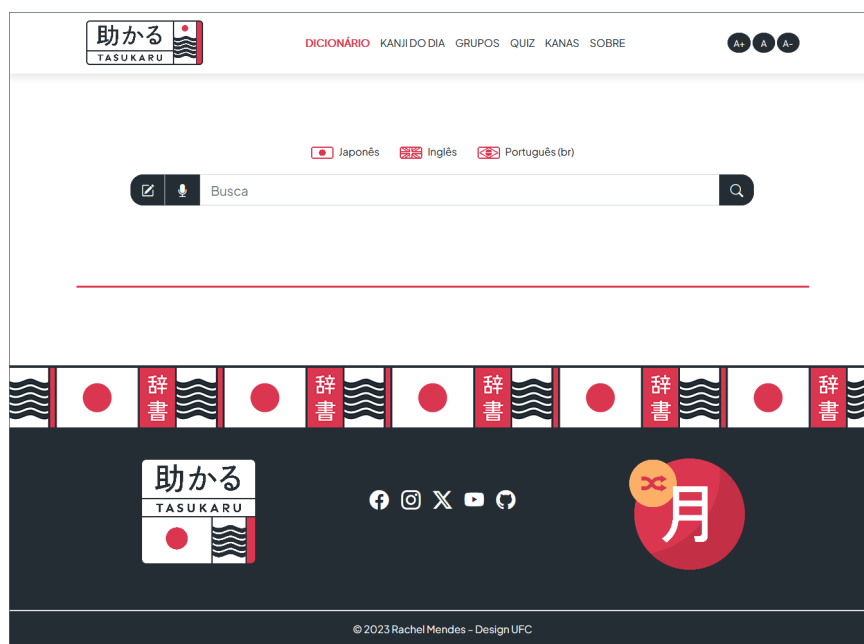 助かる
TASUKARU
DICIONÁRIO KANJI DO DIA GRUPOS QUIZ KANAS SOBRE
A+ A A-
Japonês Inglês Português (br)
Busca
辞書 辞書 辞書 辞書 辞書
助かる
TASUKARU
月
© 2023 Rachel Mendes – Design UFC